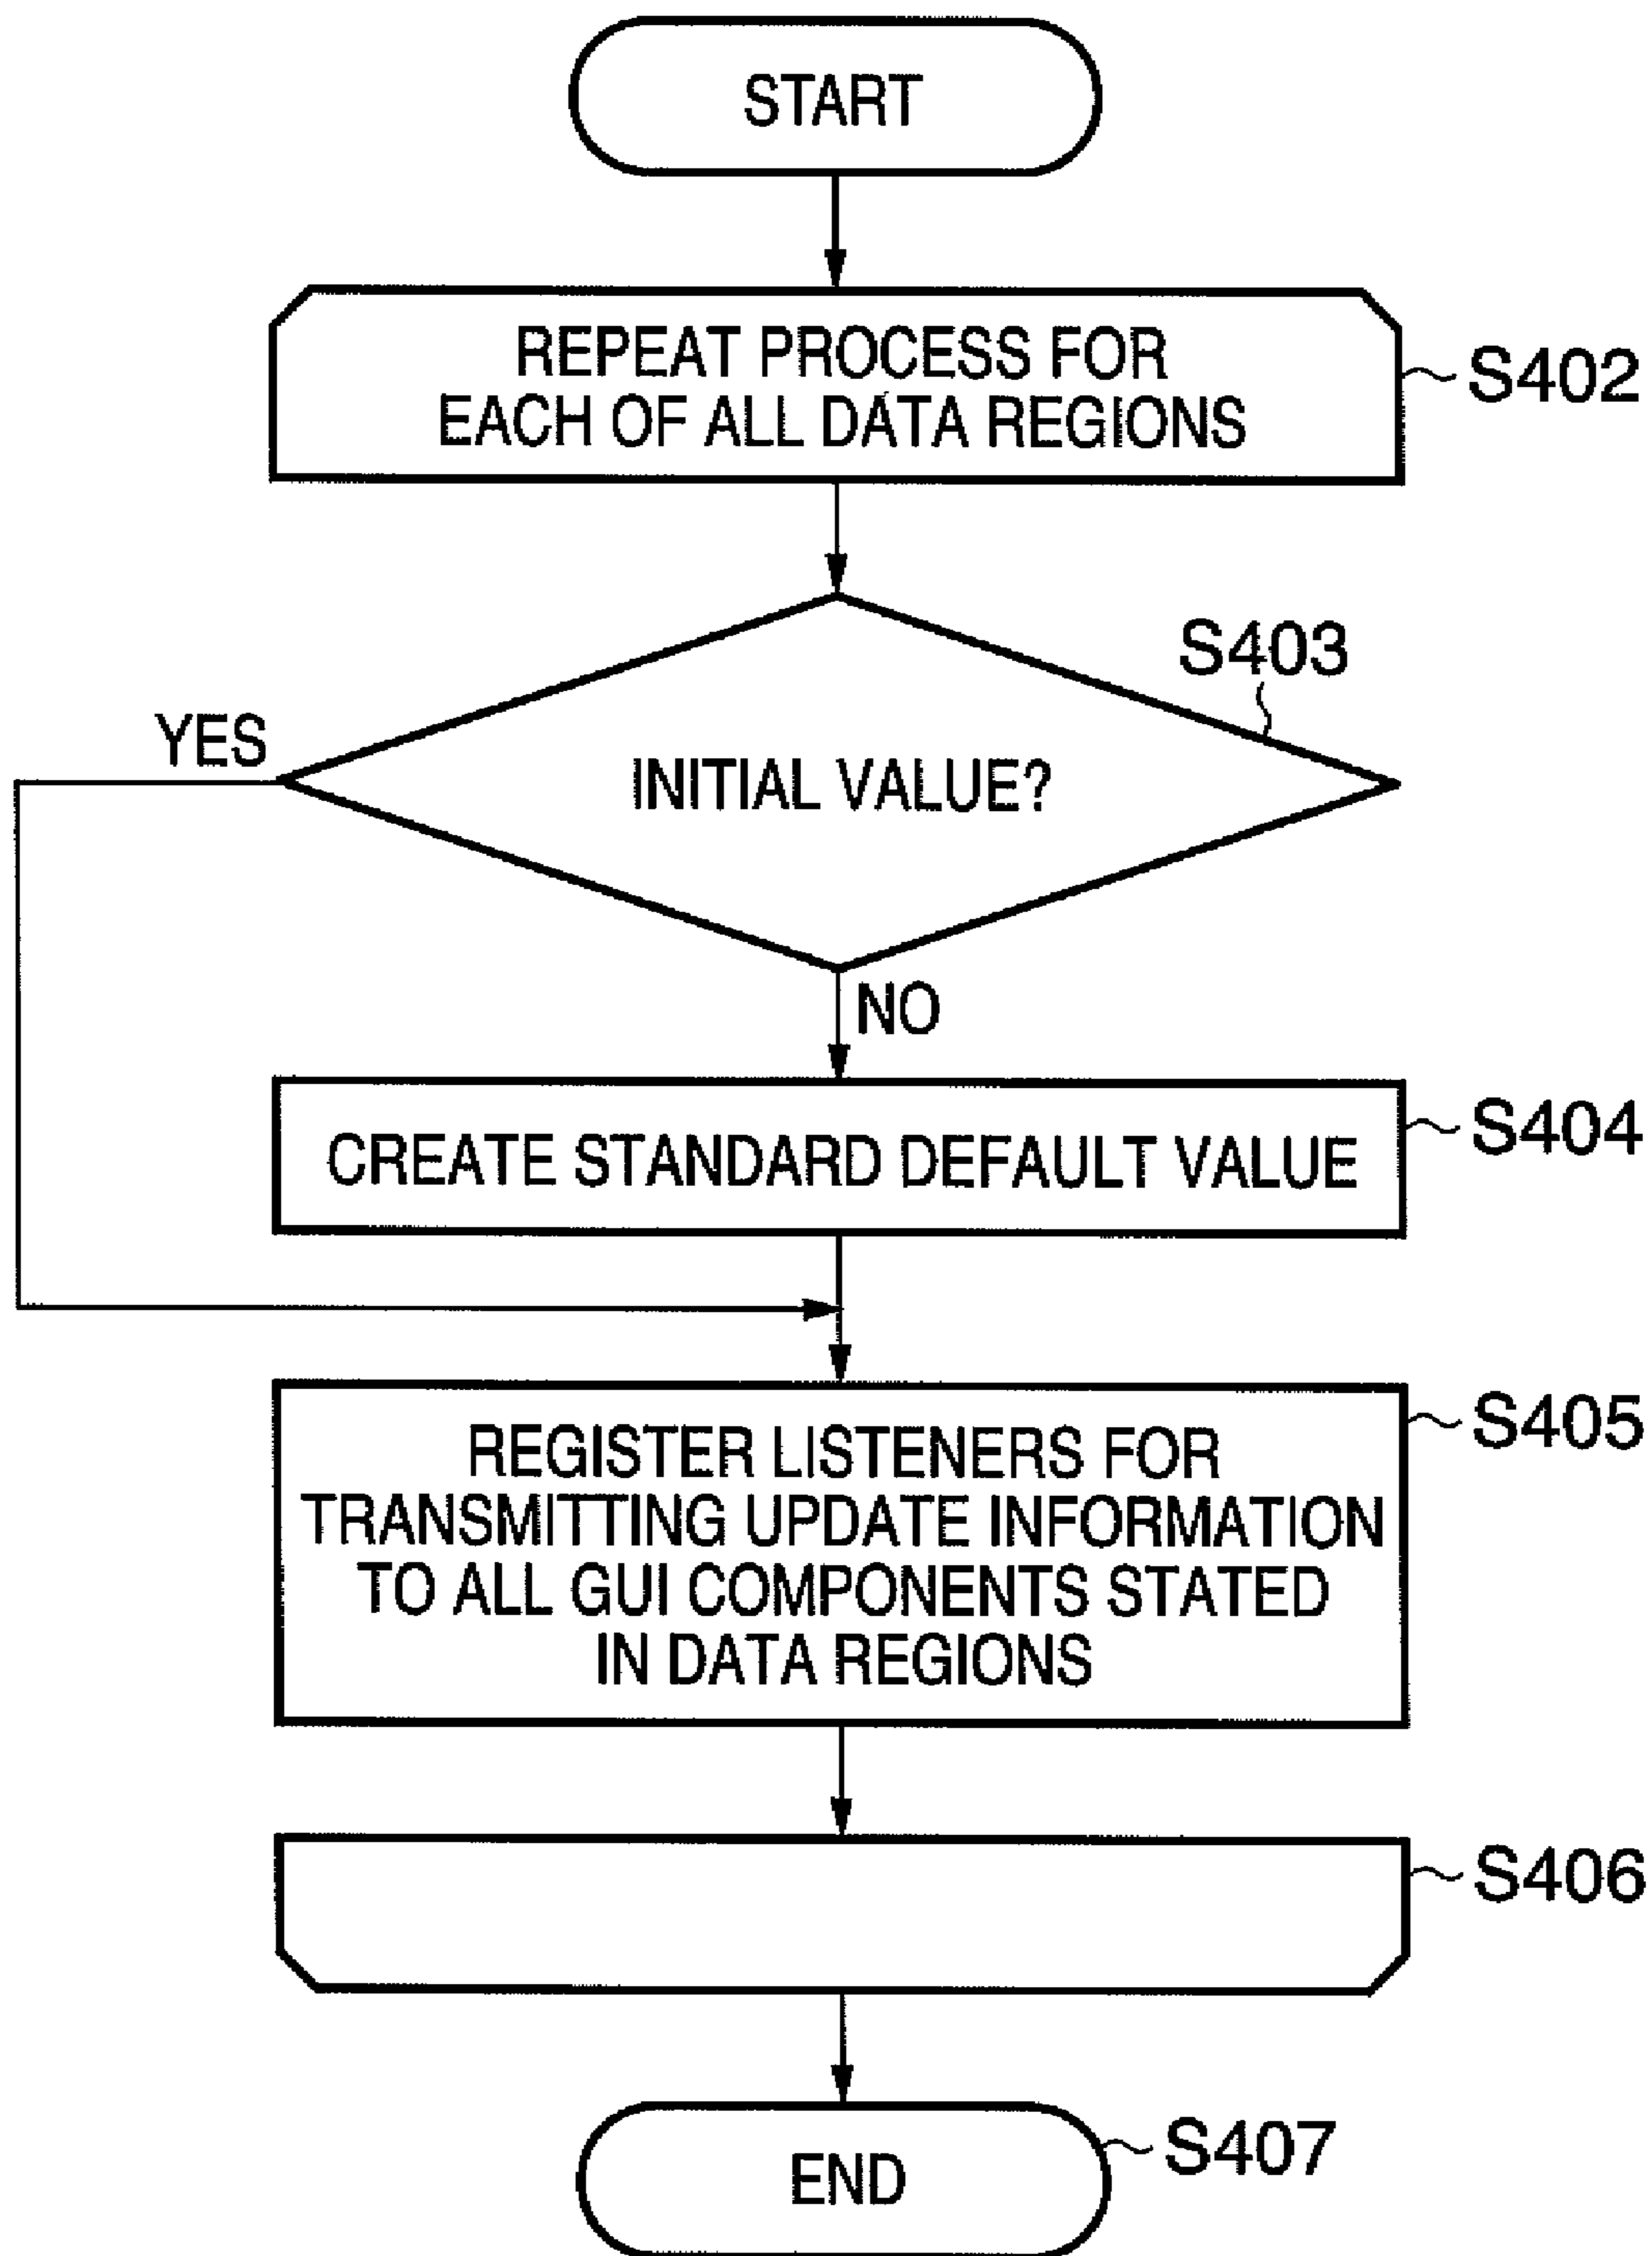 START
REPEAT PROCESS FOR
EACH OF ALL DATA REGIONS
S402
S403
YES
INITIAL VALUE?
NO
CREATE STANDARD DEFAULT VALUE
S404
REGISTER LISTENERS FOR
TRANSMITTING UPDATE INFORMATION
TO ALL GUI COMPONENTS STATED
IN DATA REGIONS
S405
S406
END
S407